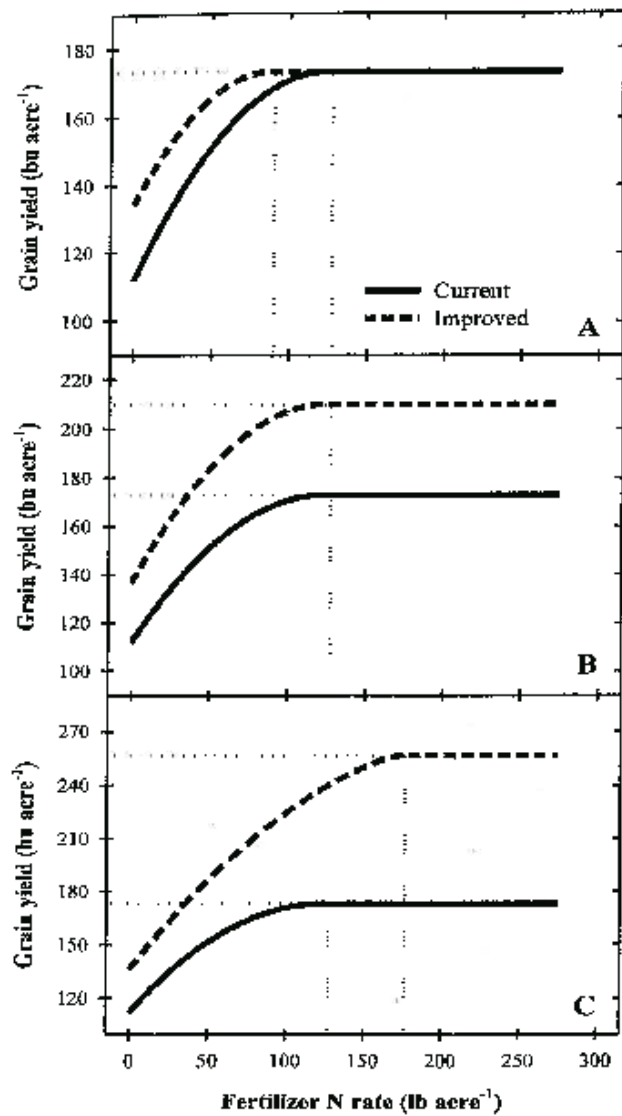 Grain yield (bu acre⁻¹)
180
160
140
120
100
Current
Improved
A
Grain yield (bu acre⁻¹)
220
200
180
160
140
120
100
B
Grain yield (bu acre⁻¹)
270
240
210
180
150
120
C
0 50 100 150 200 250 300
Fertilizer N rate (lb acre⁻¹)